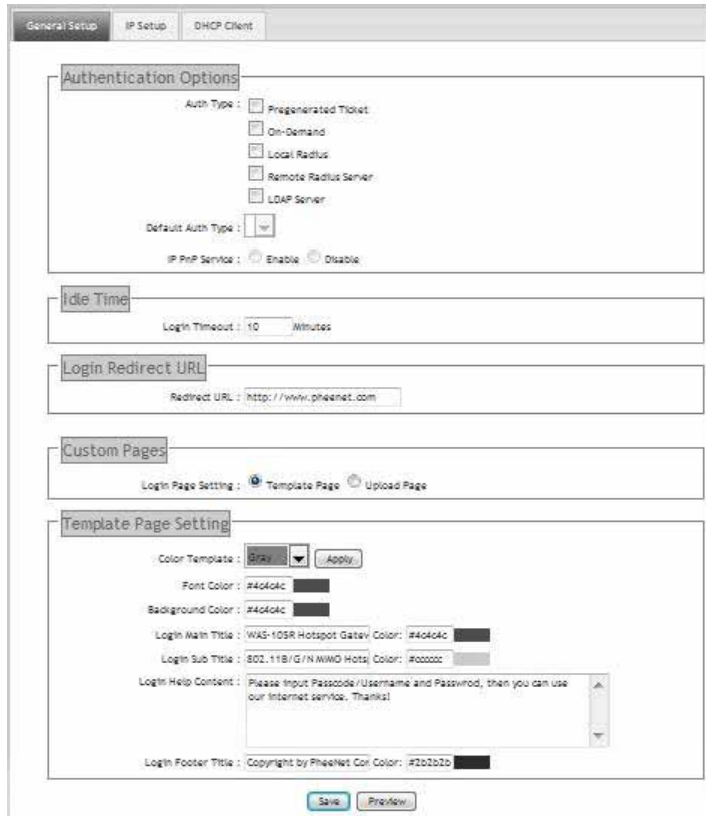 General Setup IP Setup DHCP Client
Authentication Options
Auth Type : Pregenerated Ticket
On-Demand
Local Radius
Remote Radius Server
LDAP Server
Default Auth Type :
IP PnP Service : Enable Disable
Idle Time
Login Timeout : 10 Minutes
Login Redirect URL
Redirect URL : http://www.pheenet.com
Custom Pages
Login Page Setting : Template Page Upload Page
Template Page Setting
Color Template : Gray Apply
Font Color : #4c4c4c
Background Color : #4c4c4c
Login Main Title : WAS-105R Hotspot Gatew Color: #4c4c4c
Login Sub Title : 802.11B/G/N MIMO Hots Color: #cccccc
Login Help Content : Please input Passcode/Username and Passwrod, then you can use
our internet service. Thanks!
Login Footer Title : Copyright by PheeNet Cor Color: #2b2b2b
Save Preview